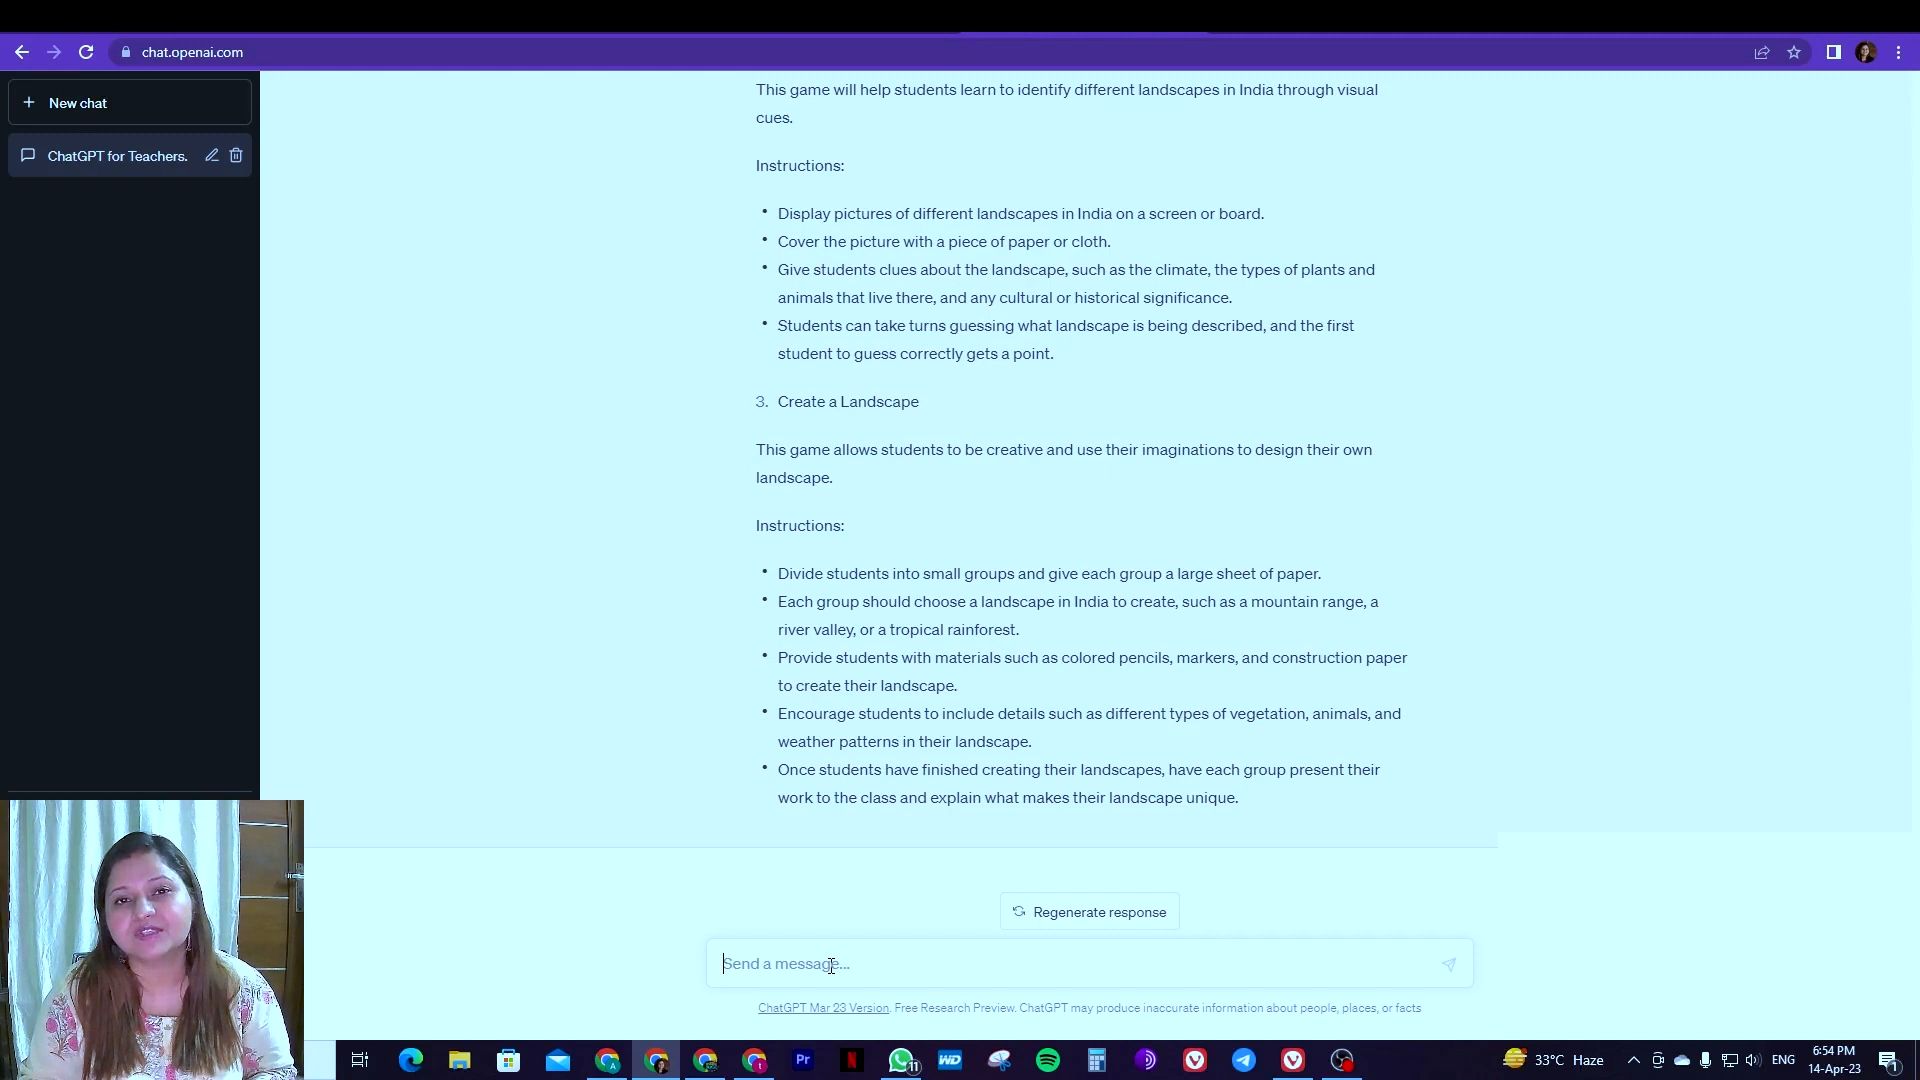 chat.openai.com
New chat
ChatGPT for Teachers.
This game will help students learn to identify different landscapes in India through visual
cues.
Instructions:
• Display pictures of different landscapes in India on a screen or board.
• Cover the picture with a piece of paper or cloth.
• Give students clues about the landscape, such as the climate, the types of plants and
animals that live there, and any cultural or historical significance.
• Students can take turns guessing what landscape is being described, and the first
student to guess correctly gets a point.
3. Create a Landscape
This game allows students to be creative and use their imaginations to design their own
landscape.
Instructions:
• Divide students into small groups and give each group a large sheet of paper.
• Each group should choose a landscape in India to create, such as a mountain range, a
river valley, or a tropical rainforest.
• Provide students with materials such as colored pencils, markers, and construction paper
to create their landscape.
• Encourage students to include details such as different types of vegetation, animals, and
weather patterns in their landscape.
• Once students have finished creating their landscapes, have each group present their
work to the class and explain what makes their landscape unique.
Regenerate response
Send a message...
ChatGPT Mar 23 Version. Free Research Preview. ChatGPT may produce inaccurate information about people, places, or facts
Pr
N
11
WD
33°C Haze
ENG
6:54 PM
14-Apr-23
1